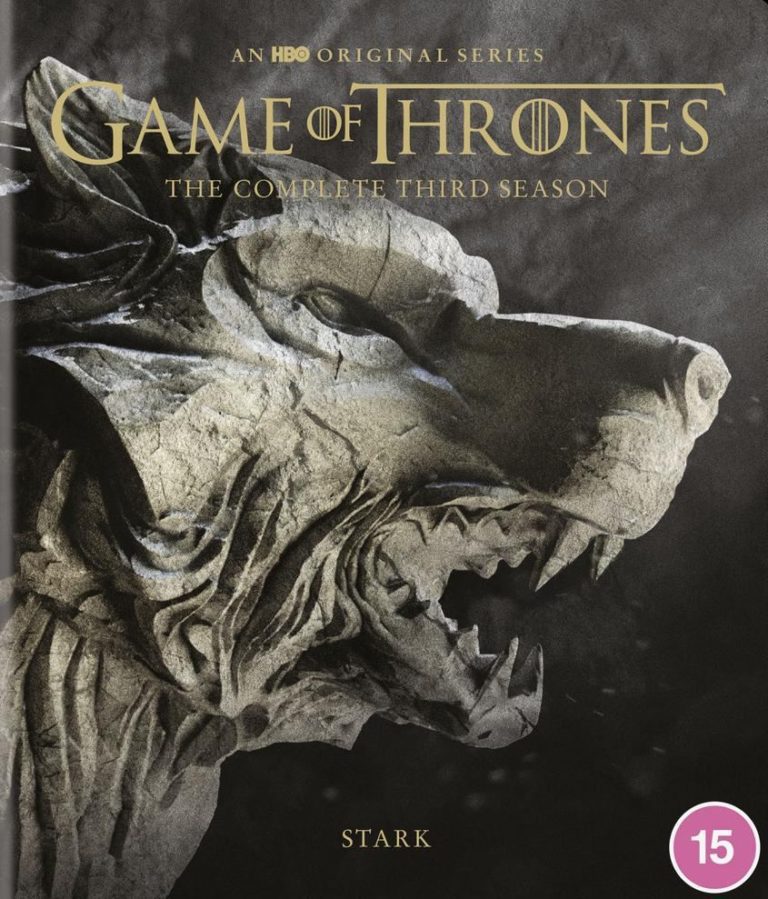 AN HBO ORIGINAL SERIES
GAME OF THRONES
THE COMPLETE THIRD SEASON
STARK
15